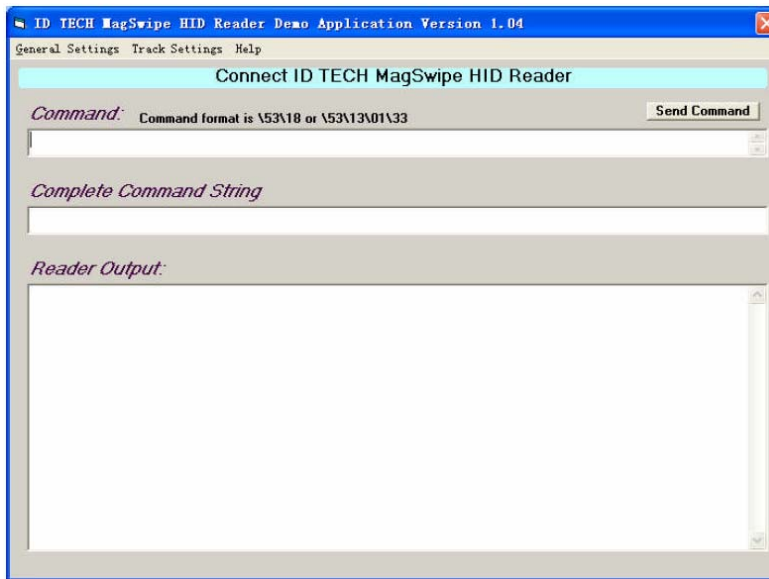 ID TECH MagSwipe HID Reader Demo Application Version 1.04
General Settings Track Settings Help
Connect ID TECH MagSwipe HID Reader
Command: Command format is \53\18 or \53\13\01\33 Send Command
Complete Command String
Reader Output: